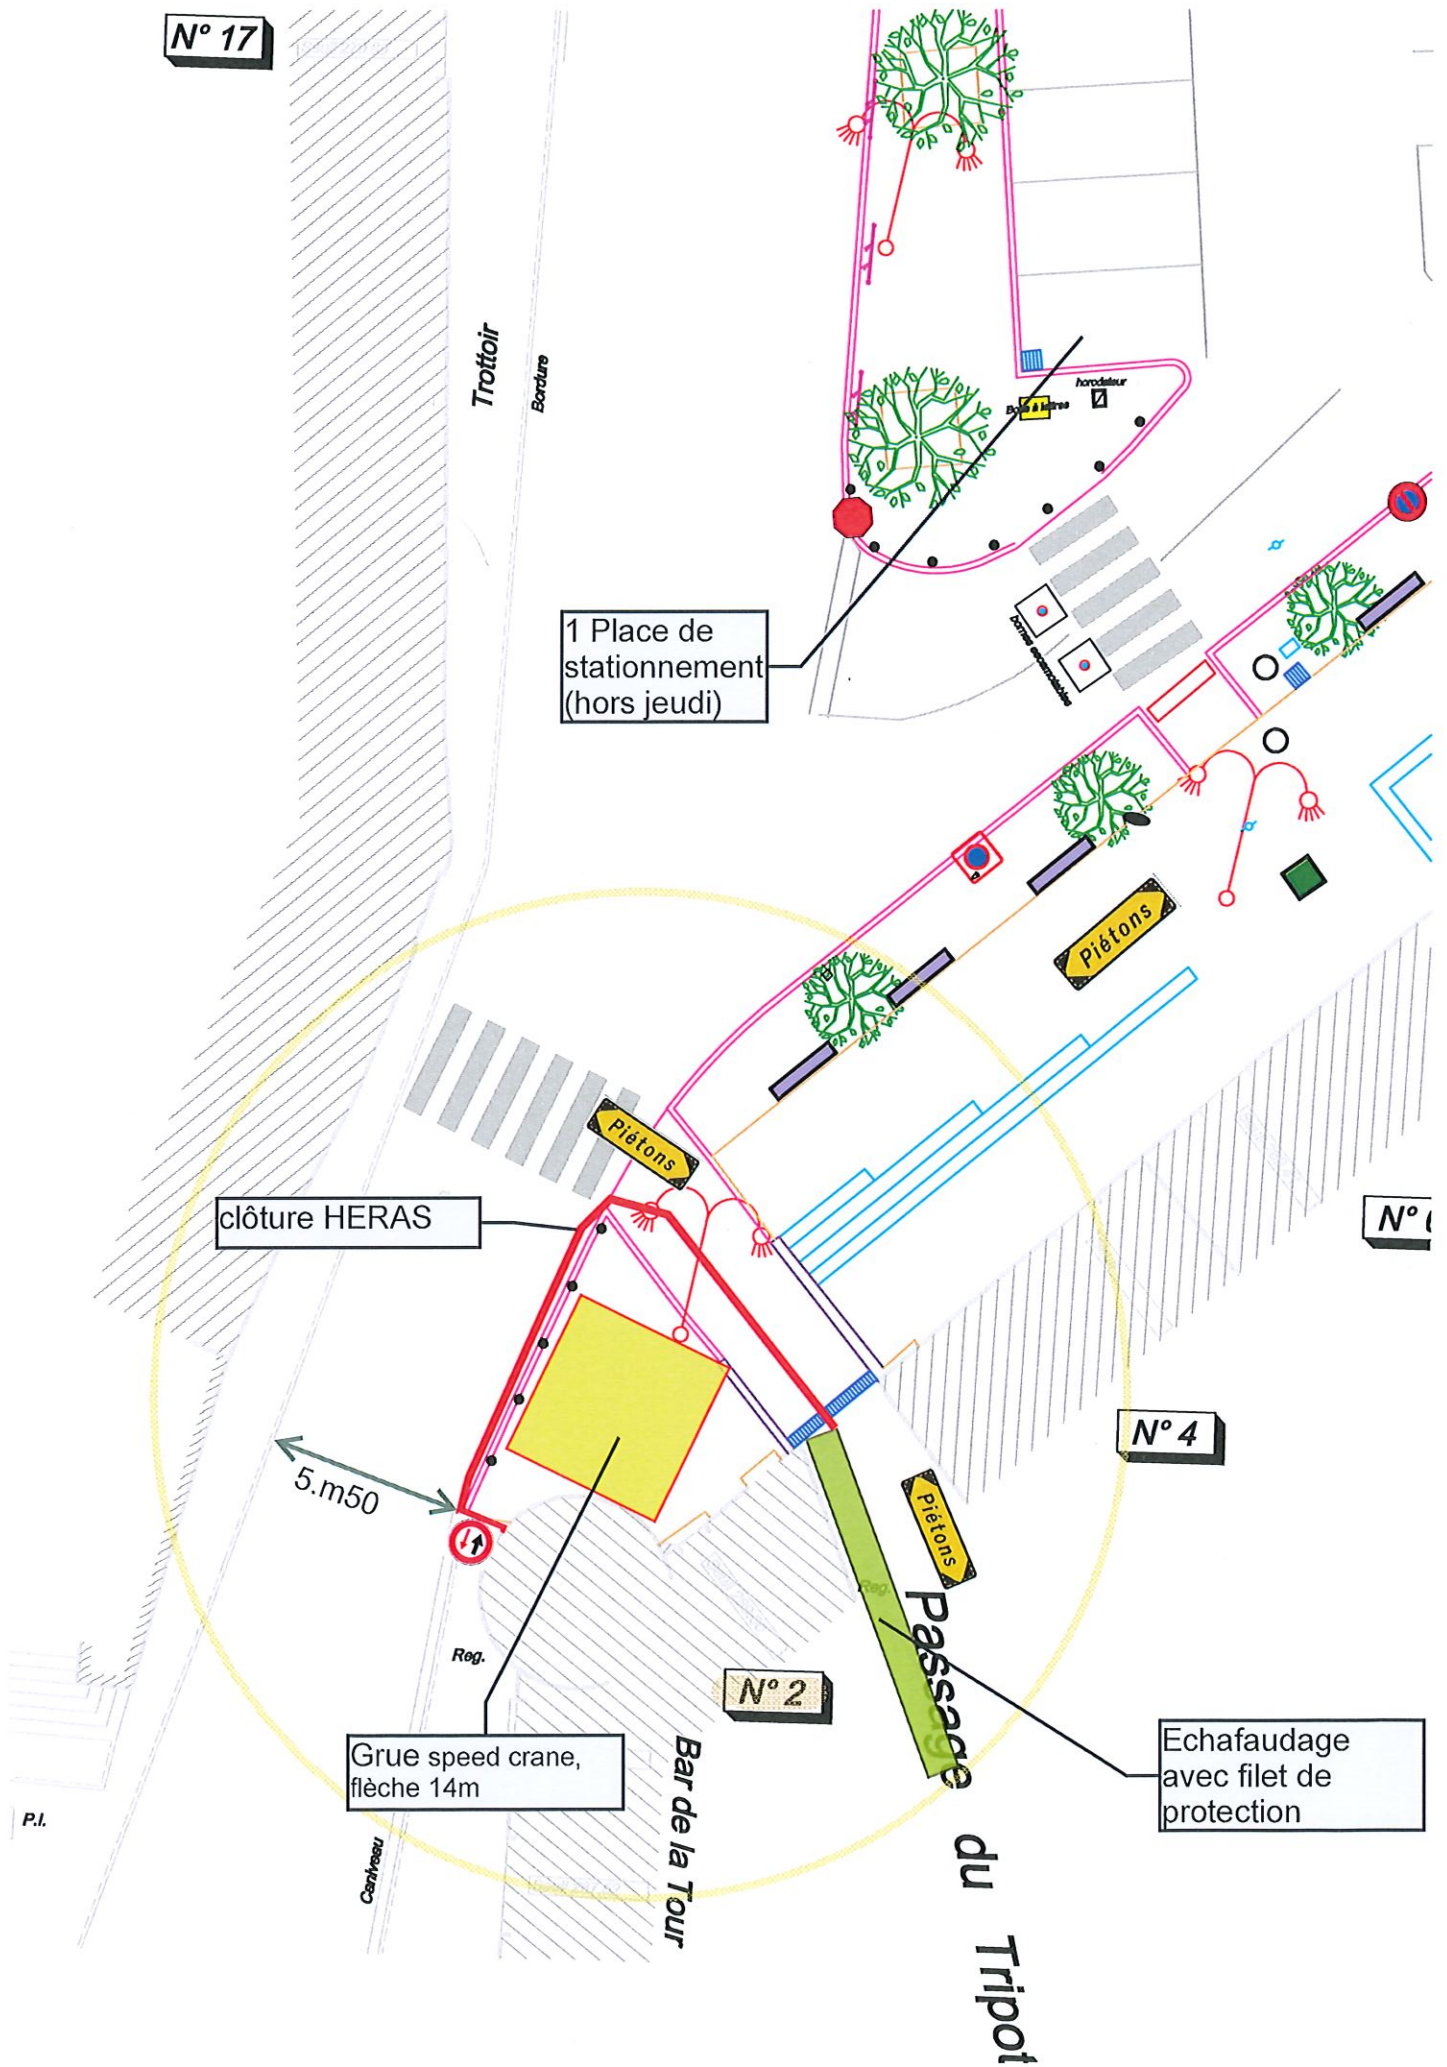 N° 17
Trottoir
Bordure
horodateur
Boîte à lettres
1 Place de
stationnement
(hors jeudi)
bornes escamotables
Piétons
Piétons
clôture HERAS
N°
N° 4
5.m50
Piétons
Reg.
Reg.
Passage du Tripot
N° 2
Grue speed crane,
flèche 14m
Bar de la Tour
Echafaudage
avec filet de
protection
P.I.
Caniveau